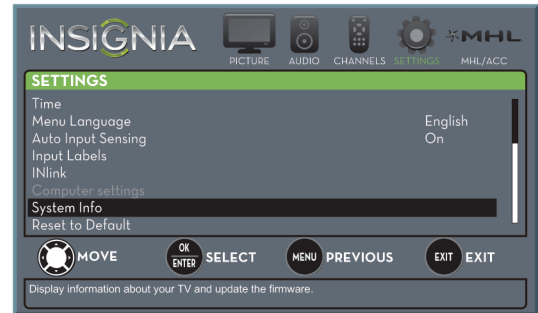 INSIGNIA
PICTURE AUDIO CHANNELS SETTINGS MHL MHL/ACC
SETTINGS
Time
Menu Language English
Auto Input Sensing On
Input Labels
INlink
Computer settings
System Info
Reset to Default
MOVE OK ENTER SELECT MENU PREVIOUS EXIT EXIT
Display information about your TV and update the firmware.